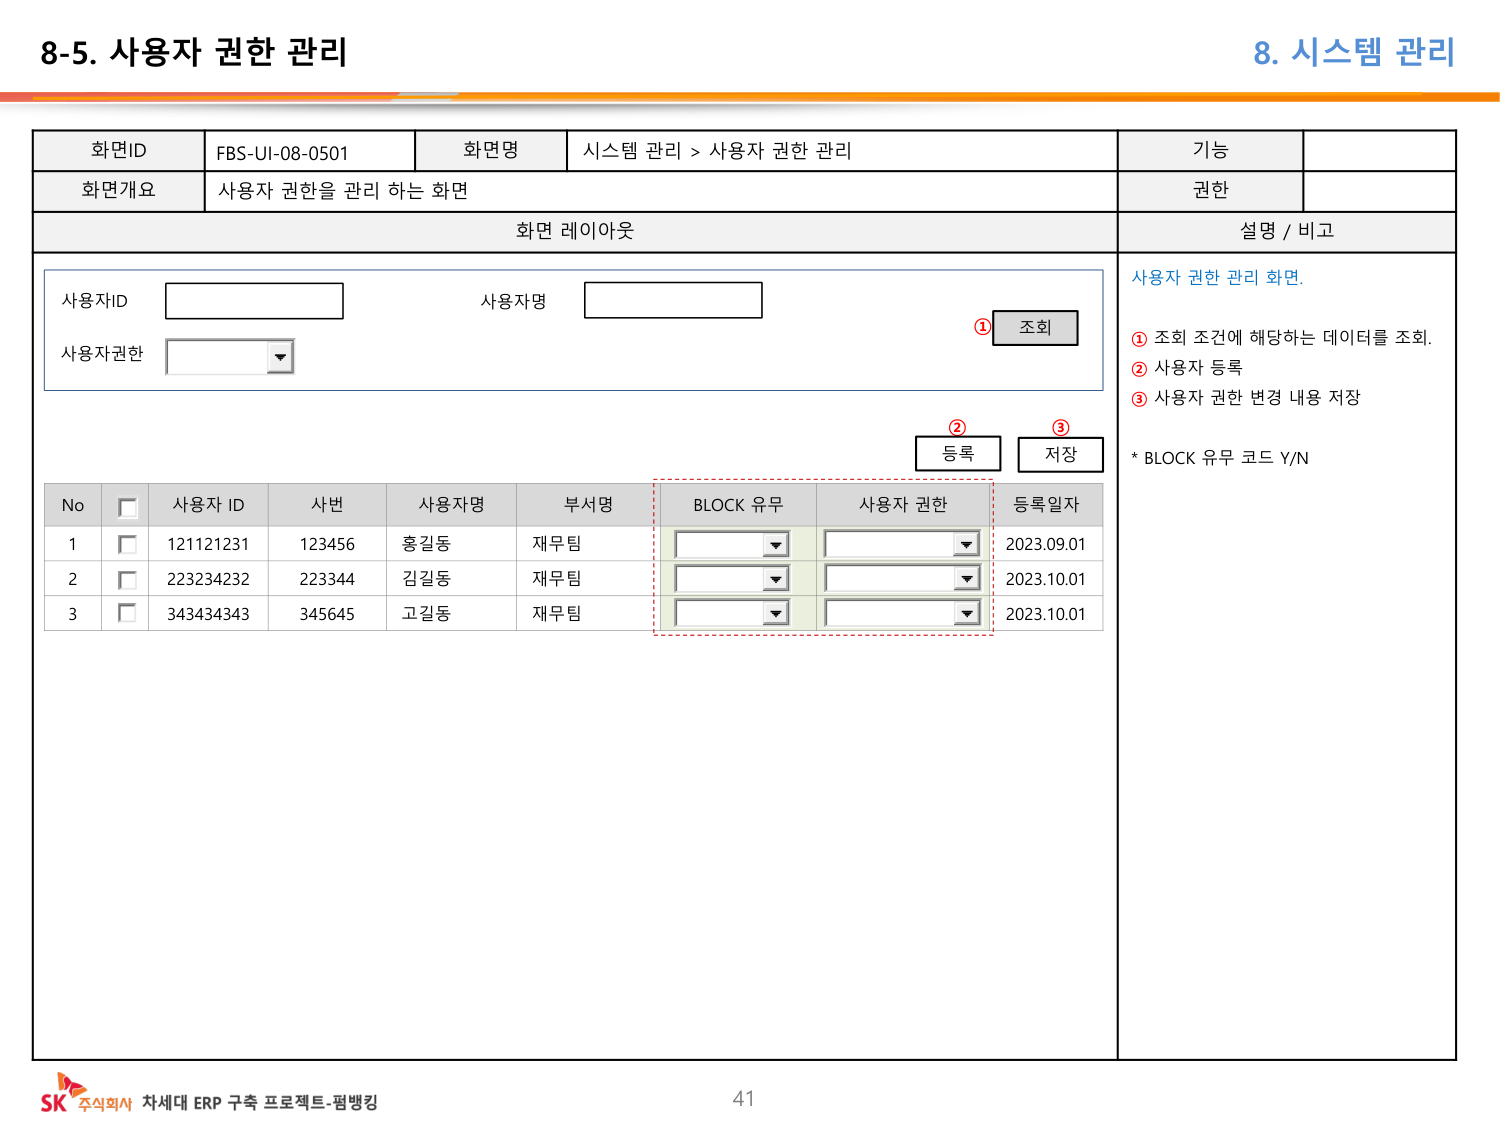 8-5. 사용자 권한 관리
8. 시스템 관리
화면ID FBS-UI-08-0501 화면명 시스템 관리 > 사용자 권한 관리 기능
화면개요 사용자 권한을 관리 하는 화면 권한
화면 레이아웃 설명 / 비고
사용자ID 사용자명
① 조회
사용자권한
② ③
등록 저장
No 사용자 ID 사번 사용자명 부서명 BLOCK 유무 사용자 권한 등록일자
1 121121231 123456 홍길동 재무팀 2023.09.01
2 223234232 223344 김길동 재무팀 2023.10.01
3 343434343 345645 고길동 재무팀 2023.10.01
사용자 권한 관리 화면.
① 조회 조건에 해당하는 데이터를 조회.
② 사용자 등록
③ 사용자 권한 변경 내용 저장
* BLOCK 유무 코드 Y/N
SK 주식회사 차세대 ERP 구축 프로젝트-펌뱅킹
41